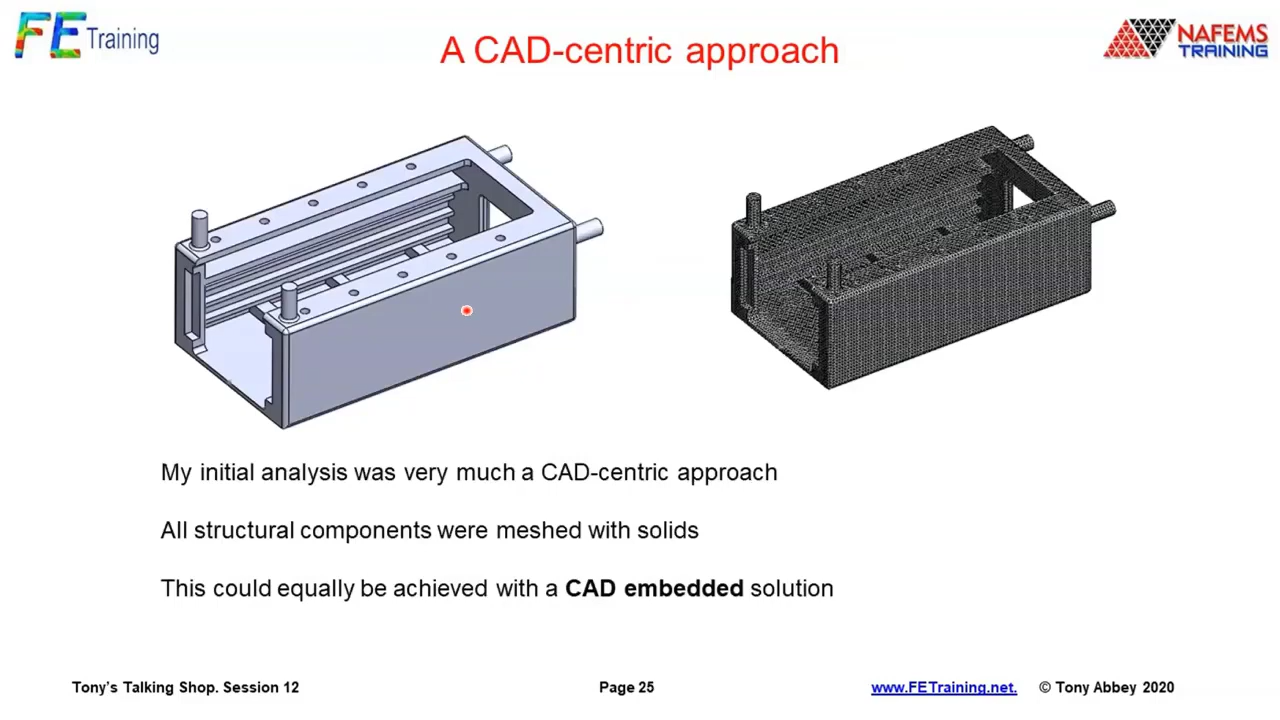 FE Training
A CAD-centric approach
NAFEMS
TRAINING
My initial analysis was very much a CAD-centric approach
All structural components were meshed with solids
This could equally be achieved with a CAD embedded solution
Tony's Talking Shop. Session 12
Page 25
www.FETraining.net.
© Tony Abbey 2020